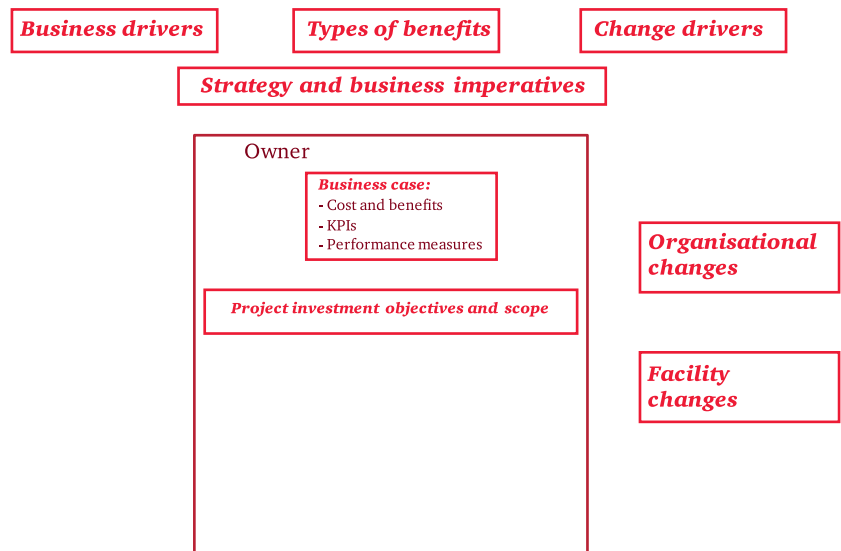 Business drivers
Types of benefits
Change drivers
Strategy and business imperatives
Owner
Business case:
- Cost and benefits
- KPIs
- Performance measures
Organisational
changes
Project investment objectives and scope
Facility
changes